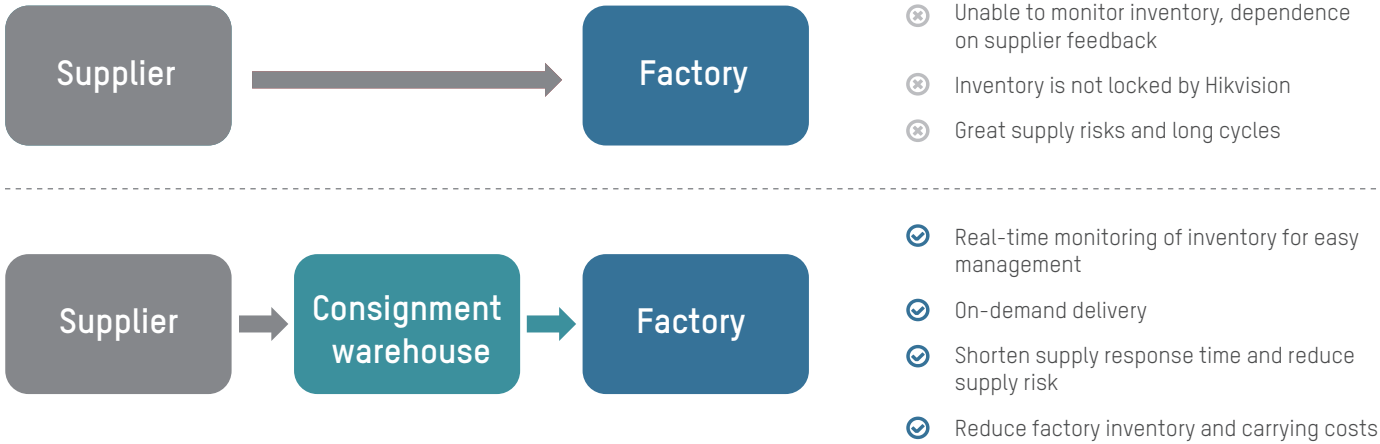 Supplier
Factory
Unable to monitor inventory, dependence
on supplier feedback
Inventory is not locked by Hikvision
Great supply risks and long cycles
Supplier
Consignment
warehouse
Factory
Real-time monitoring of inventory for easy
management
On-demand delivery
Shorten supply response time and reduce
supply risk
Reduce factory inventory and carrying costs